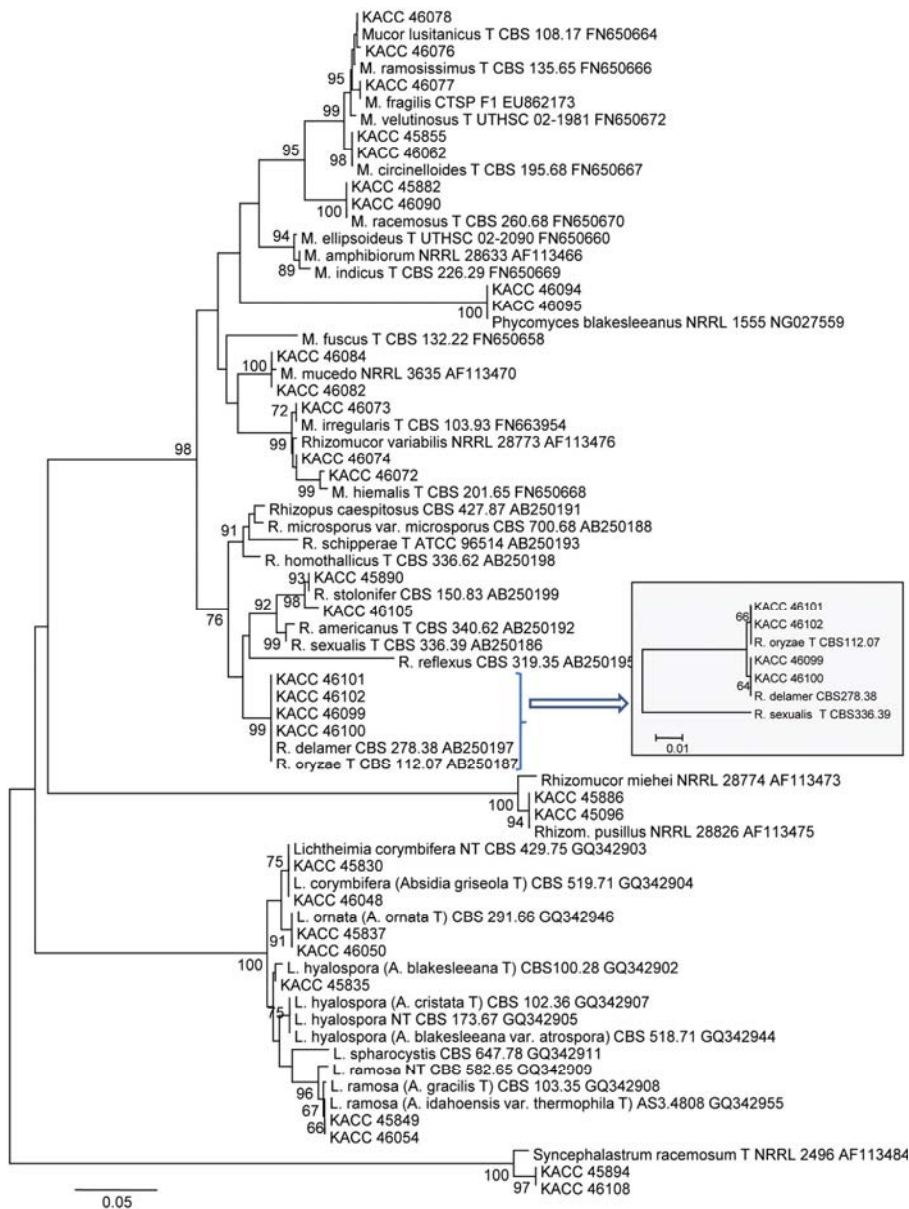 KACC 46078
Mucor lusitanicus T CBS 108.17 FN650664
KACC 46076
M. ramosissimus T CBS 135.65 FN650666
95
KACC 46077
M. fragilis CTSP F1 EU862173
99
M. velutinosus T UTHSC 02-1981 FN650672
KACC 45855
95
KACC 46062
98
M. circinelloides T CBS 195.68 FN650667
KACC 45882
KACC 46090
100
M. racemosus T CBS 260.68 FN650670
94
M. ellipsoideus T UTHSC 02-2090 FN650660
M. amphibiorum NRRL 28633 AF113466
89
M. indicus T CBS 226.29 FN650669
KACC 46094
KACC 46095
100
Phycomyces blakesleeanus NRRL 1555 NG027559
M. fuscus T CBS 132.22 FN650658
KACC 46084
100
M. mucedo NRRL 3635 AF113470
KACC 46082
72
KACC 46073
M. irregularis T CBS 103.93 FN663954
98
99
Rhizomucor variabilis NRRL 28773 AF113476
KACC 46074
KACC 46072
99
M. hiemalis T CBS 201.65 FN650668
Rhizopus caespitosus CBS 427.87 AB250191
91
R. microsporus var. microsporus CBS 700.68 AB250188
R. schipperae T ATCC 96514 AB250193
R. homothallicus T CBS 336.62 AB250198
93
KACC 45890
R. stolonifer CBS 150.83 AB250199
92
98
KACC 46105
76
R. americanus T CBS 340.62 AB250192
99
R. sexualis T CBS 336.39 AB250186
R. reflexus CBS 319.35 AB250195
KACC 46101
KACC 46102
KACC 46099
99
KACC 46100
R. delamer CBS 278.38 AB250197
R. oryzae T CBS 112.07 AB250187
KACC 46101
66
KACC 46102
R. oryzae T CBS112.07
KACC 46099
KACC 46100
64
R. delamer CBS278.38
R. sexualis T CBS336.39
0.01
Rhizomucor miehei NRRL 28774 AF113473
100
KACC 45886
KACC 45096
94
Rhizom. pusillus NRRL 28826 AF113475
Lichtheimia corymbifera NT CBS 429.75 GQ342903
75
KACC 45830
L. corymbifera (Absidia griseola T) CBS 519.71 GQ342904
KACC 46048
L. ornata (A. ornata T) CBS 291.66 GQ342946
KACC 45837
91
KACC 46050
100
L. hyalospora (A. blakesleeana T) CBS100.28 GQ342902
KACC 45835
L. hyalospora (A. cristata T) CBS 102.36 GQ342907
75
L. hyalospora NT CBS 173.67 GQ342905
L. hyalospora (A. blakesleeana var. atrospora) CBS 518.71 GQ342944
L. spharocystis CBS 647.78 GQ342911
L. ramosa NT CBS 582.65 GQ342909
96
L. ramosa (A. gracilis T) CBS 103.35 GQ342908
67
L. ramosa (A. idahoensis var. thermophila T) AS3.4808 GQ342955
66
KACC 45849
KACC 46054
Syncephalastrum racemosum T NRRL 2496 AF113484
100
KACC 45894
97
KACC 46108
0.05